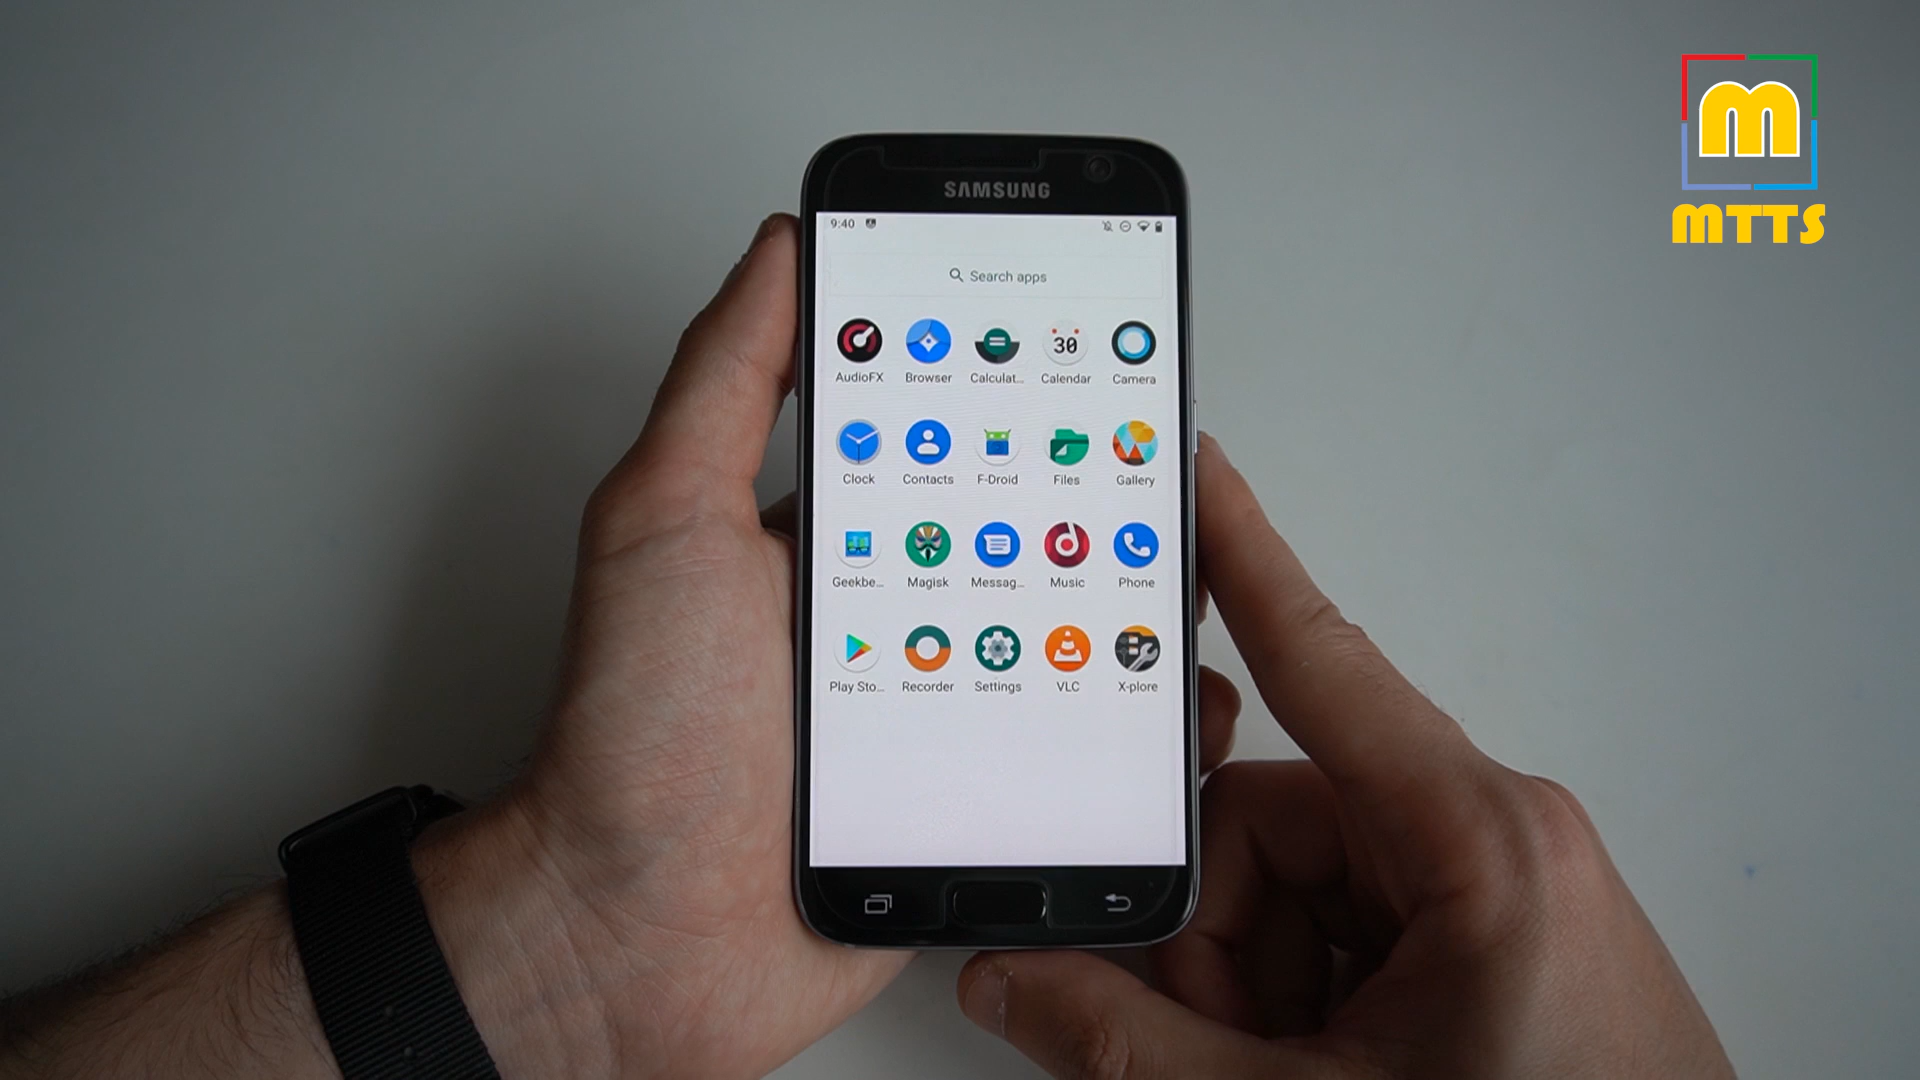 M
MTTS
SAMSUNG
9:40
Search apps
30
AudioFX Browser Calculat... Calendar Camera
Clock Contacts F-Droid Files Gallery
Geekbe... Magisk Messag... Music Phone
Play Sto... Recorder Settings VLC X-plore